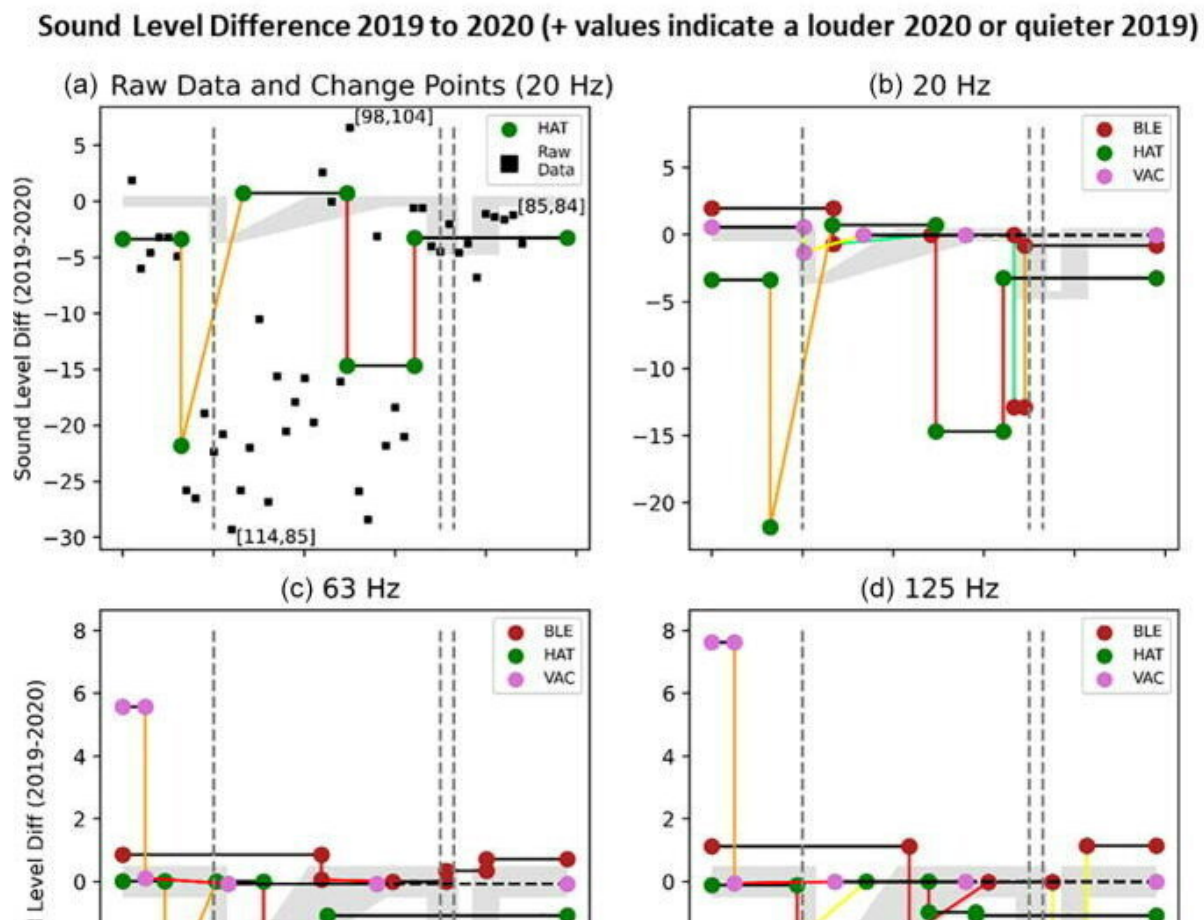 Sound Level Difference 2019 to 2020 (+ values indicate a louder 2020 or quieter 2019)
(a) Raw Data and Change Points (20 Hz)
(b) 20 Hz
[98,104]
HAT
Raw
Data
[85,84]
[114,85]
5
0
−5
−10
−15
−20
−25
−30
Sound Level Diff (2019-2020)
BLE
HAT
VAC
5
0
−5
−10
−15
−20
(c) 63 Hz
(d) 125 Hz
BLE
HAT
VAC
8
6
4
2
0
d Level Diff (2019-2020)
BLE
HAT
VAC
8
6
4
2
0